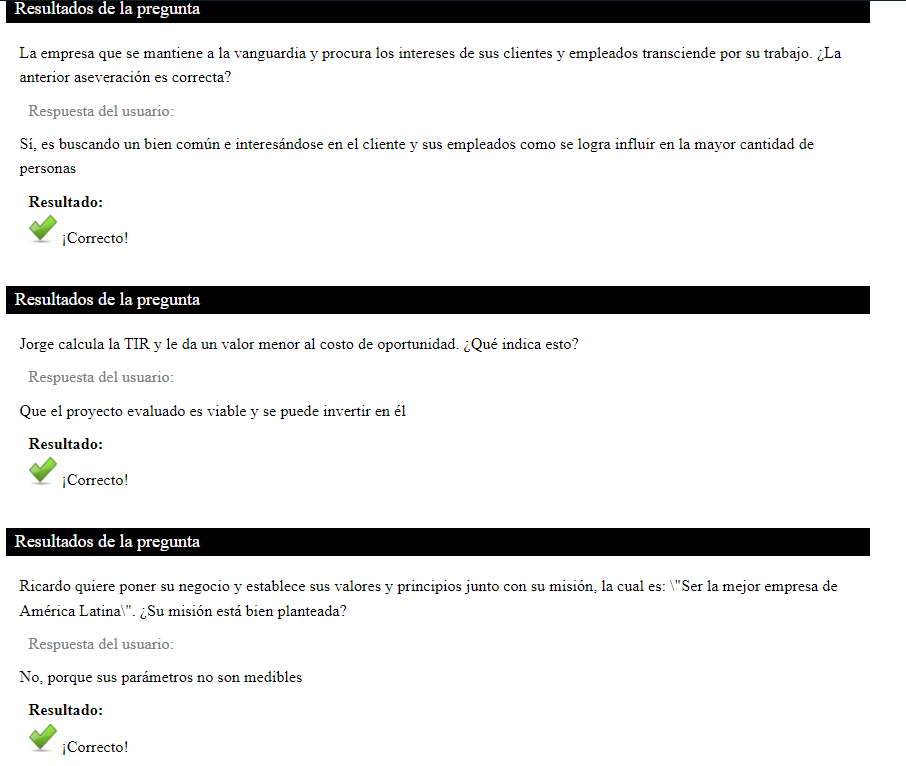 Resultados de la pregunta
La empresa que se mantiene a la vanguardia y procura los intereses de sus clientes y empleados transciende por su trabajo. ¿La
anterior aseveración es correcta?
Respuesta del usuario:
Sí, es buscando un bien común e interesándose en el cliente y sus empleados como se logra influir en la mayor cantidad de
personas
Resultado:
¡Correcto!
Resultados de la pregunta
Jorge calcula la TIR y le da un valor menor al costo de oportunidad. ¿Qué indica esto?
Respuesta del usuario:
Que el proyecto evaluado es viable y se puede invertir en él
Resultado:
¡Correcto!
Resultados de la pregunta
Ricardo quiere poner su negocio y establece sus valores y principios junto con su misión, la cual es: \"Ser la mejor empresa de
América Latina\". ¿Su misión está bien planteada?
Respuesta del usuario:
No, porque sus parámetros no son medibles
Resultado:
¡Correcto!